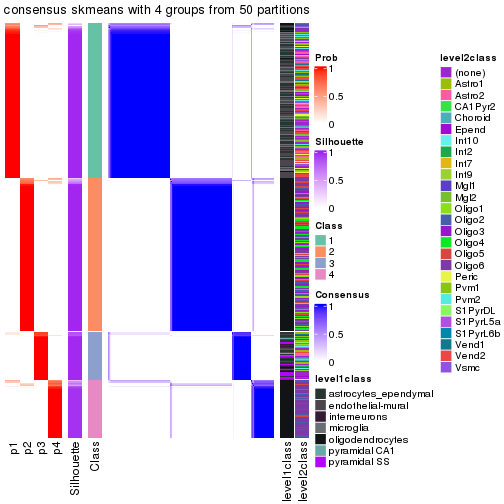 consensus skmeans with 4 groups from 50 partitions
Prob
1
0.5
0
Silhouette
1
0.5
0
Class
1
2
3
4
Consensus
1
0.5
0
level1class
astrocytes_ependymal
endothelial-mural
interneurons
microglia
oligodendrocytes
pyramidal CA1
pyramidal SS
level2class
(none)
Astro1
Astro2
CA1Pyr2
Choroid
Epend
Int10
Int2
Int7
Int9
Mgl1
Mgl2
Oligo1
Oligo2
Oligo3
Oligo4
Oligo5
Oligo6
Peric
Pvm1
Pvm2
S1PyrDL
S1PyrL5a
S1PyrL6b
Vend1
Vend2
Vsmc
p1
p2
p3
p4
Silhouette
Class
level1class
level2class